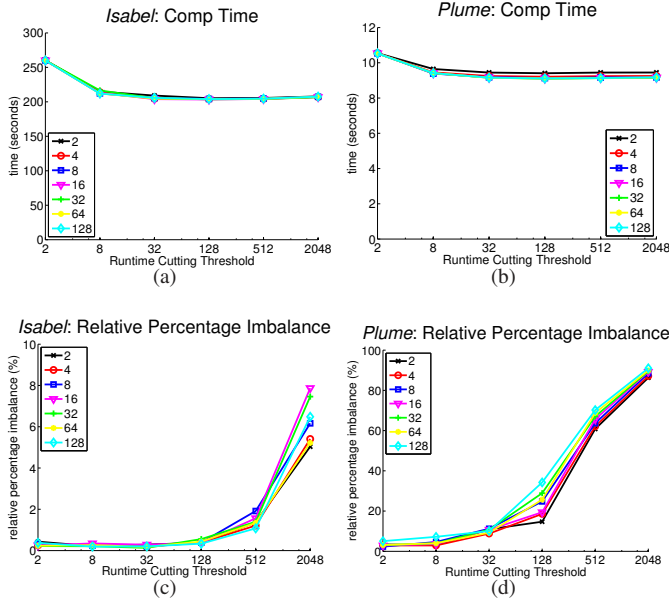 Isabel: Comp Time
300
250
200
150
100
50
0
time (seconds)
2
4
8
16
32
64
128
2 8 32 128 512 2048
Runtime Cutting Threshold
(a)
Plume: Comp Time
12
10
8
6
4
2
0
time (seconds)
2
4
8
16
32
64
128
2 8 32 128 512 2048
Runtime Cutting Threshold
(b)
Isabel: Relative Percentage Imbalance
10
8
6
4
2
0
relative percentage imbalance (%)
2
4
8
16
32
64
128
2 8 32 128 512 2048
Runtime Cutting Threshold
(c)
Plume: Relative Percentage Imbalance
100
80
60
40
20
0
relative percentage imbalance (%)
2
4
8
16
32
64
128
2 8 32 128 512 2048
Runtime Cutting Threshold
(d)